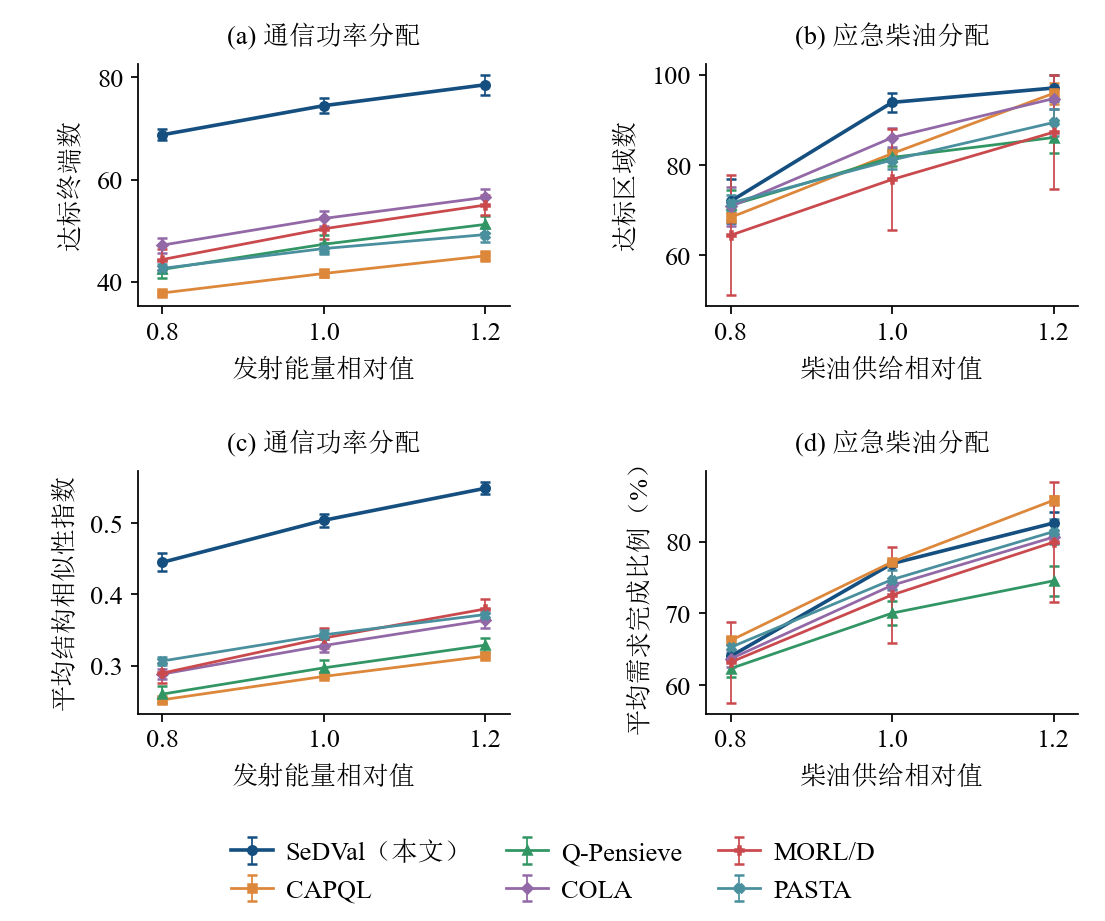 (a) 通信功率分配
达标终端数
80
60
40
0.8 1.0 1.2
发射能量相对值
(b) 应急柴油分配
达标区域数
100
80
60
0.8 1.0 1.2
柴油供给相对值
(c) 通信功率分配
平均结构相似性指数
0.5
0.4
0.3
0.8 1.0 1.2
发射能量相对值
(d) 应急柴油分配
平均需求完成比例（%）
80
70
60
0.8 1.0 1.2
柴油供给相对值
SeDVal（本文） Q-Pensieve MORL/D
CAPQL COLA PASTA